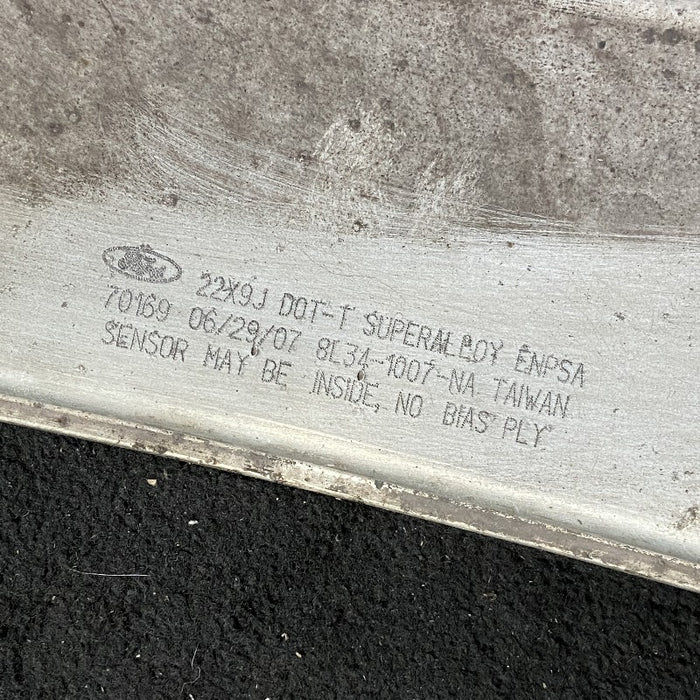 22X9J DOT-T SUPERALLOY ENPSA
70169 06/29/07 8L34-1007-NA TAIWAN
SENSOR MAY BE INSIDE, NO BIAS PLY